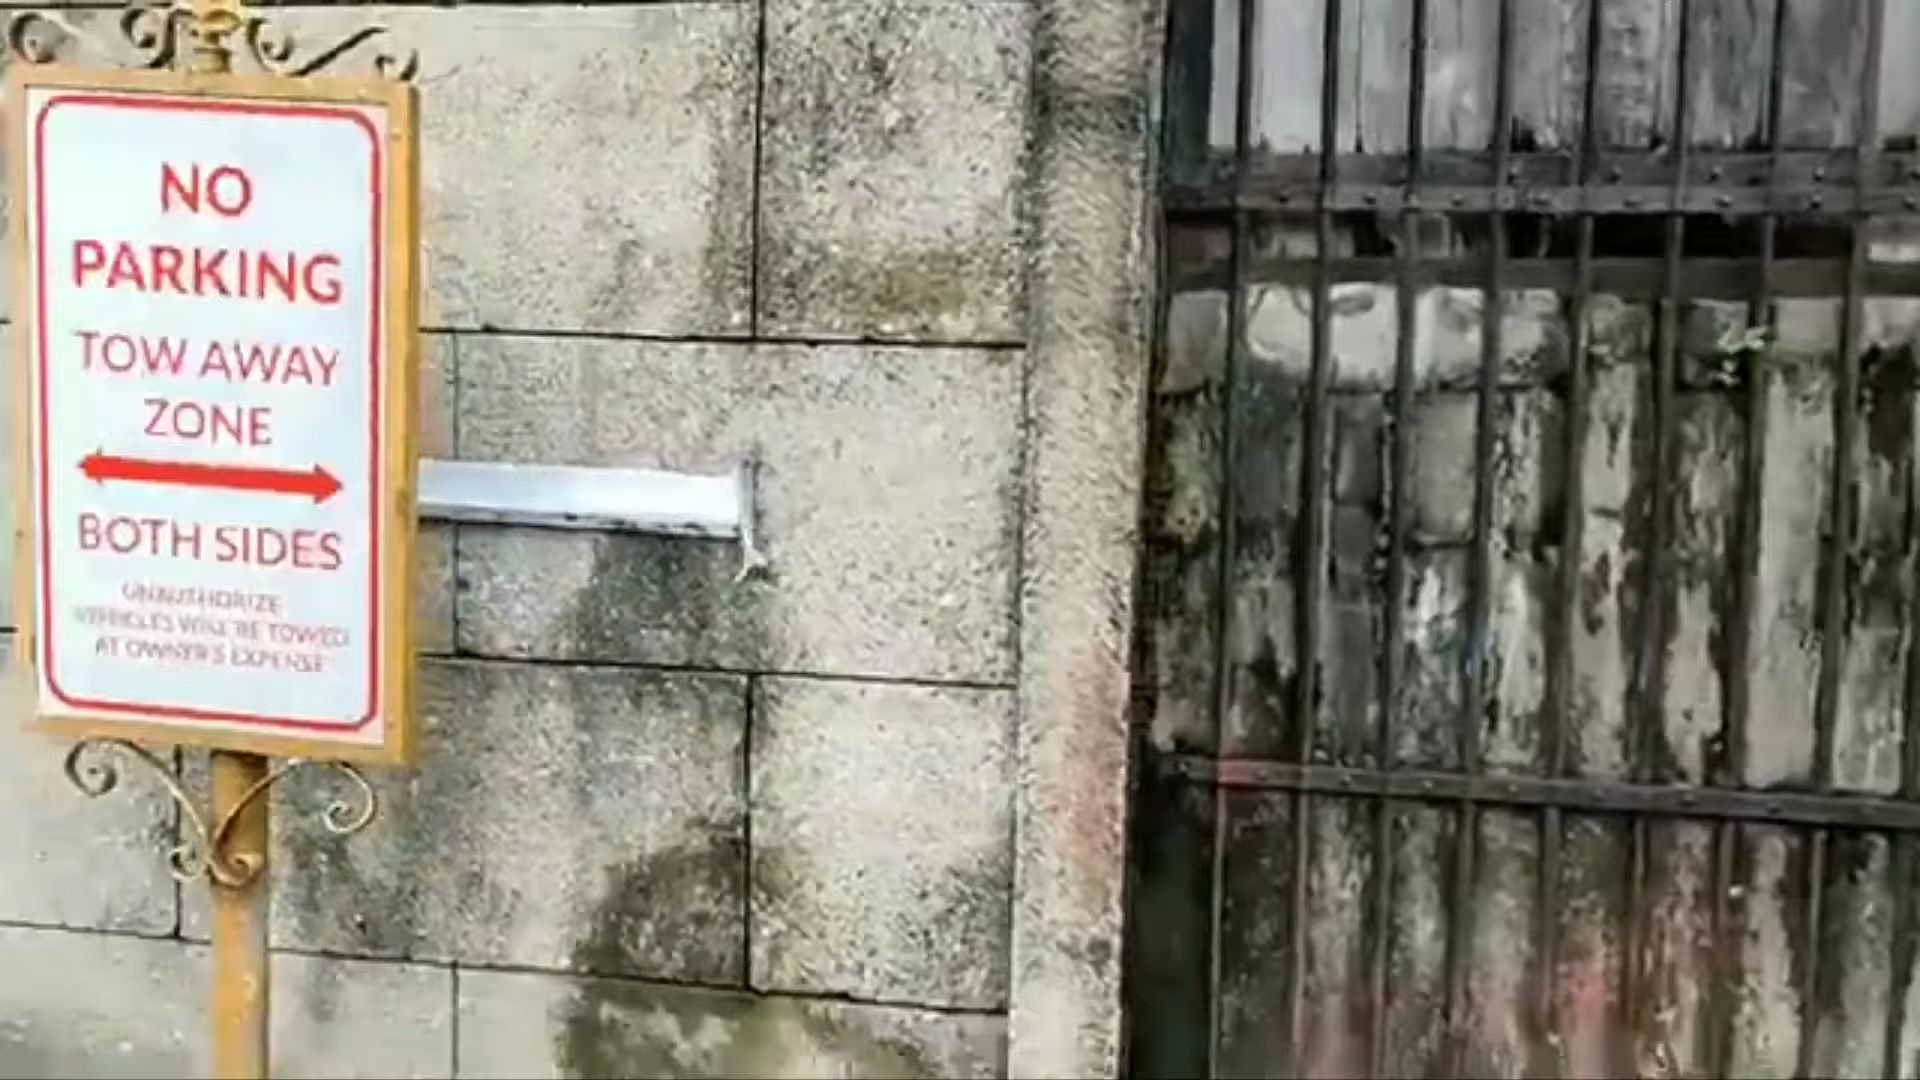 NO
PARKING
TOW AWAY
ZONE
BOTH SIDES
UNAUTHORIZE
VEHICLES WILL BE TOWED
AT OWNER'S EXPENSE